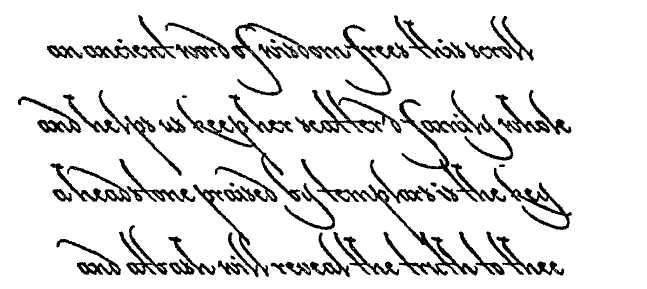 an ancient word of wisdom frees this scroll
and helps us keep her scatter'd family whole
a headstone praised by templars is the key
and atbash will reveal the truth to thee